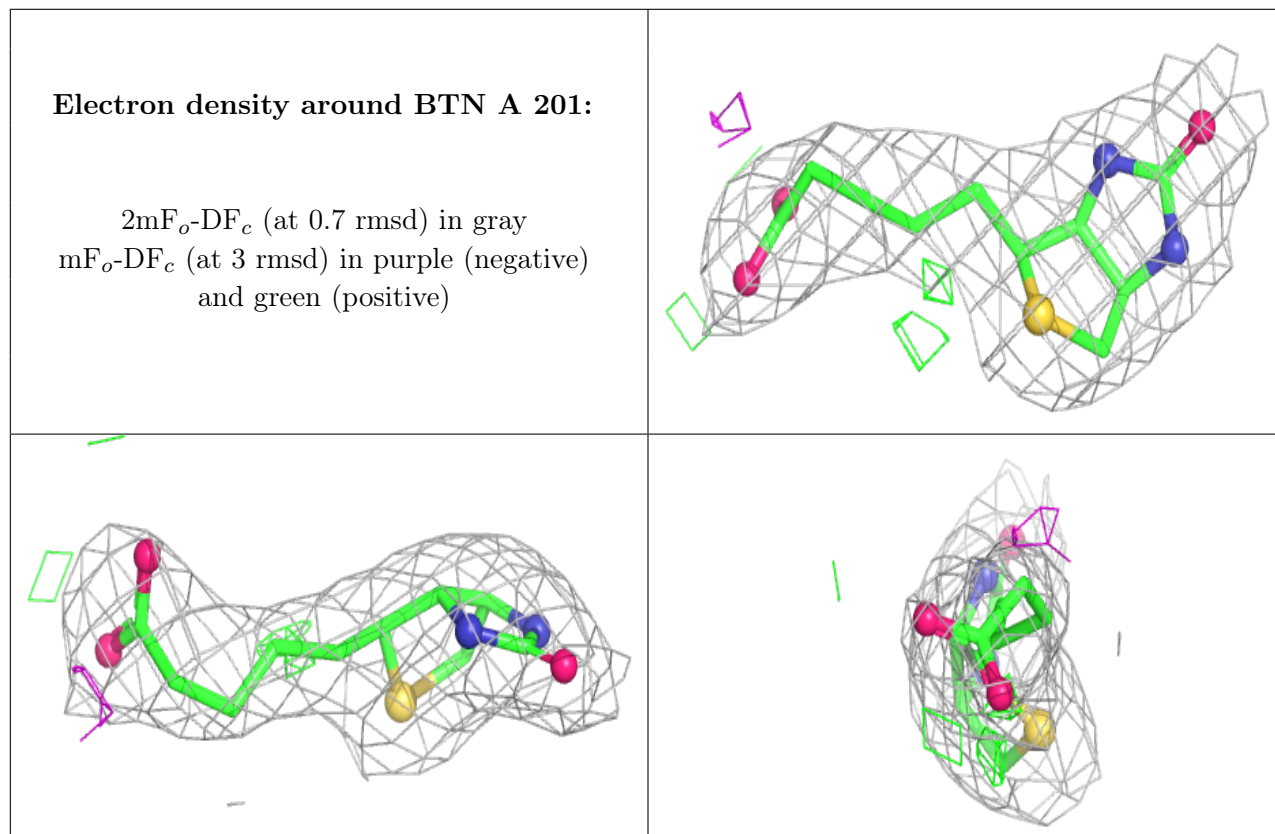 Electron density around BTN A 201:
2mFo-DFc (at 0.7 rmsd) in gray
mFo-DFc (at 3 rmsd) in purple (negative)
and green (positive)